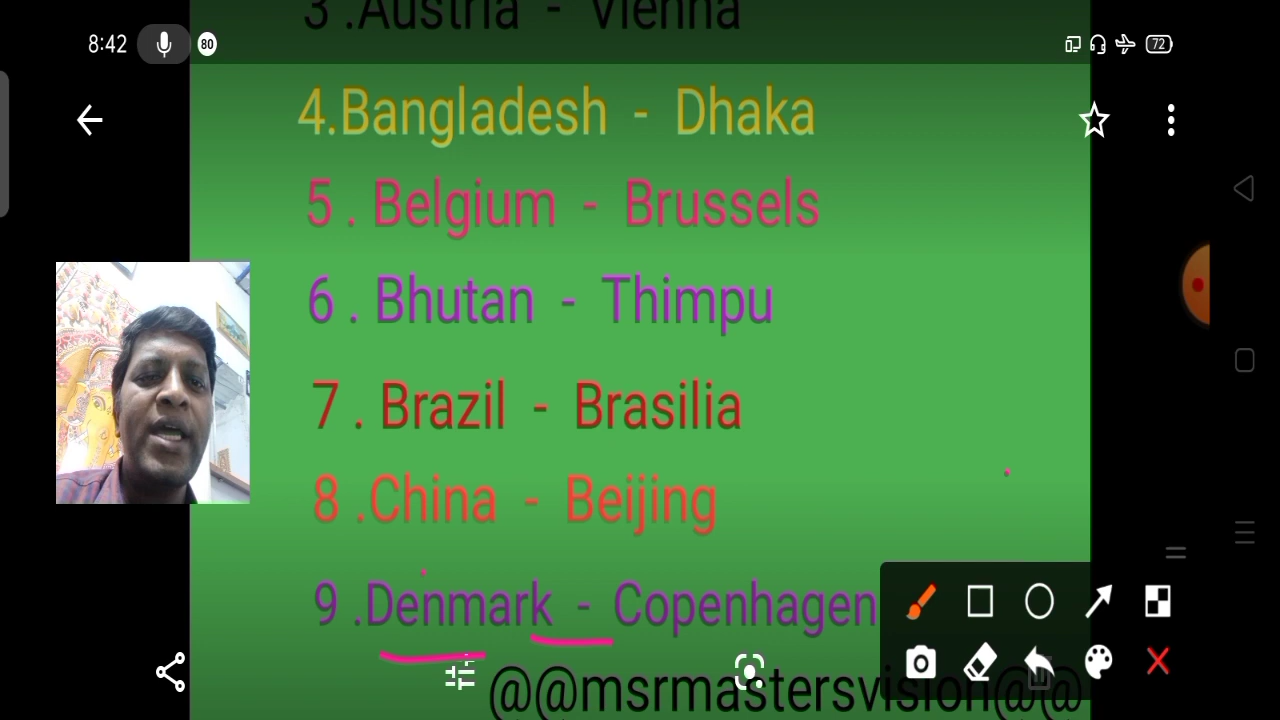 3 .Austria - Vienna
8:42 80 72
4.Bangladesh - Dhaka
5 . Belgium - Brussels
6 . Bhutan - Thimpu
7 . Brazil - Brasilia
8 .China - Beijing
9 .Denmark - Copenhagen
@@msrmastersvision@@